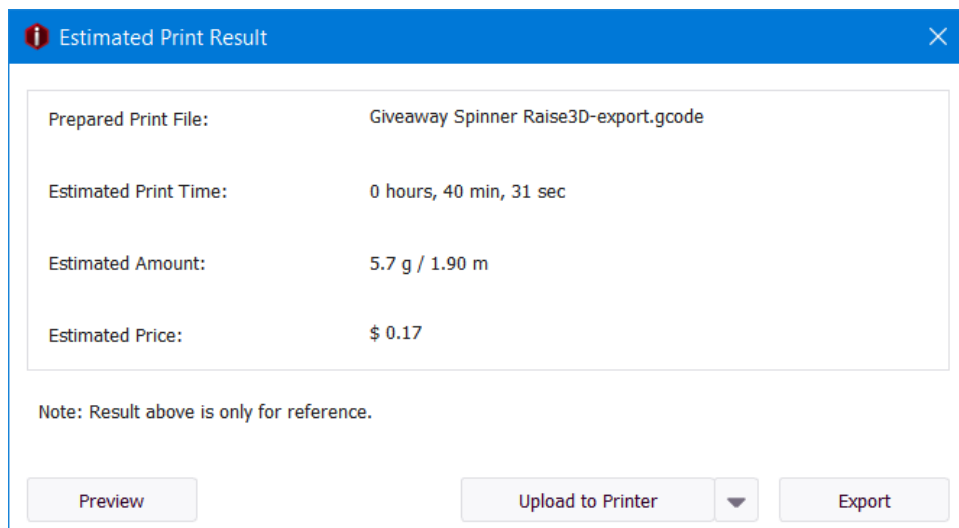 Estimated Print Result
Prepared Print File: Giveaway Spinner Raise3D-export.gcode
Estimated Print Time: 0 hours, 40 min, 31 sec
Estimated Amount: 5.7 g / 1.90 m
Estimated Price: $ 0.17
Note: Result above is only for reference.
Preview Upload to Printer Export